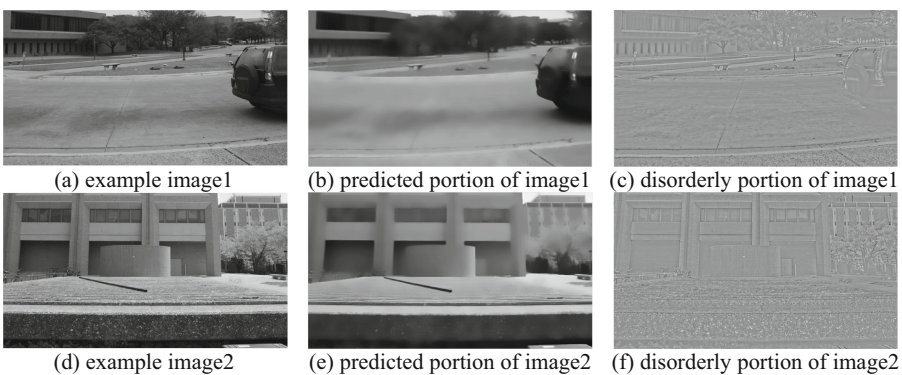 (a) example image1 (b) predicted portion of image1 (c) disorderly portion of image1
(d) example image2 (e) predicted portion of image2 (f) disorderly portion of image2